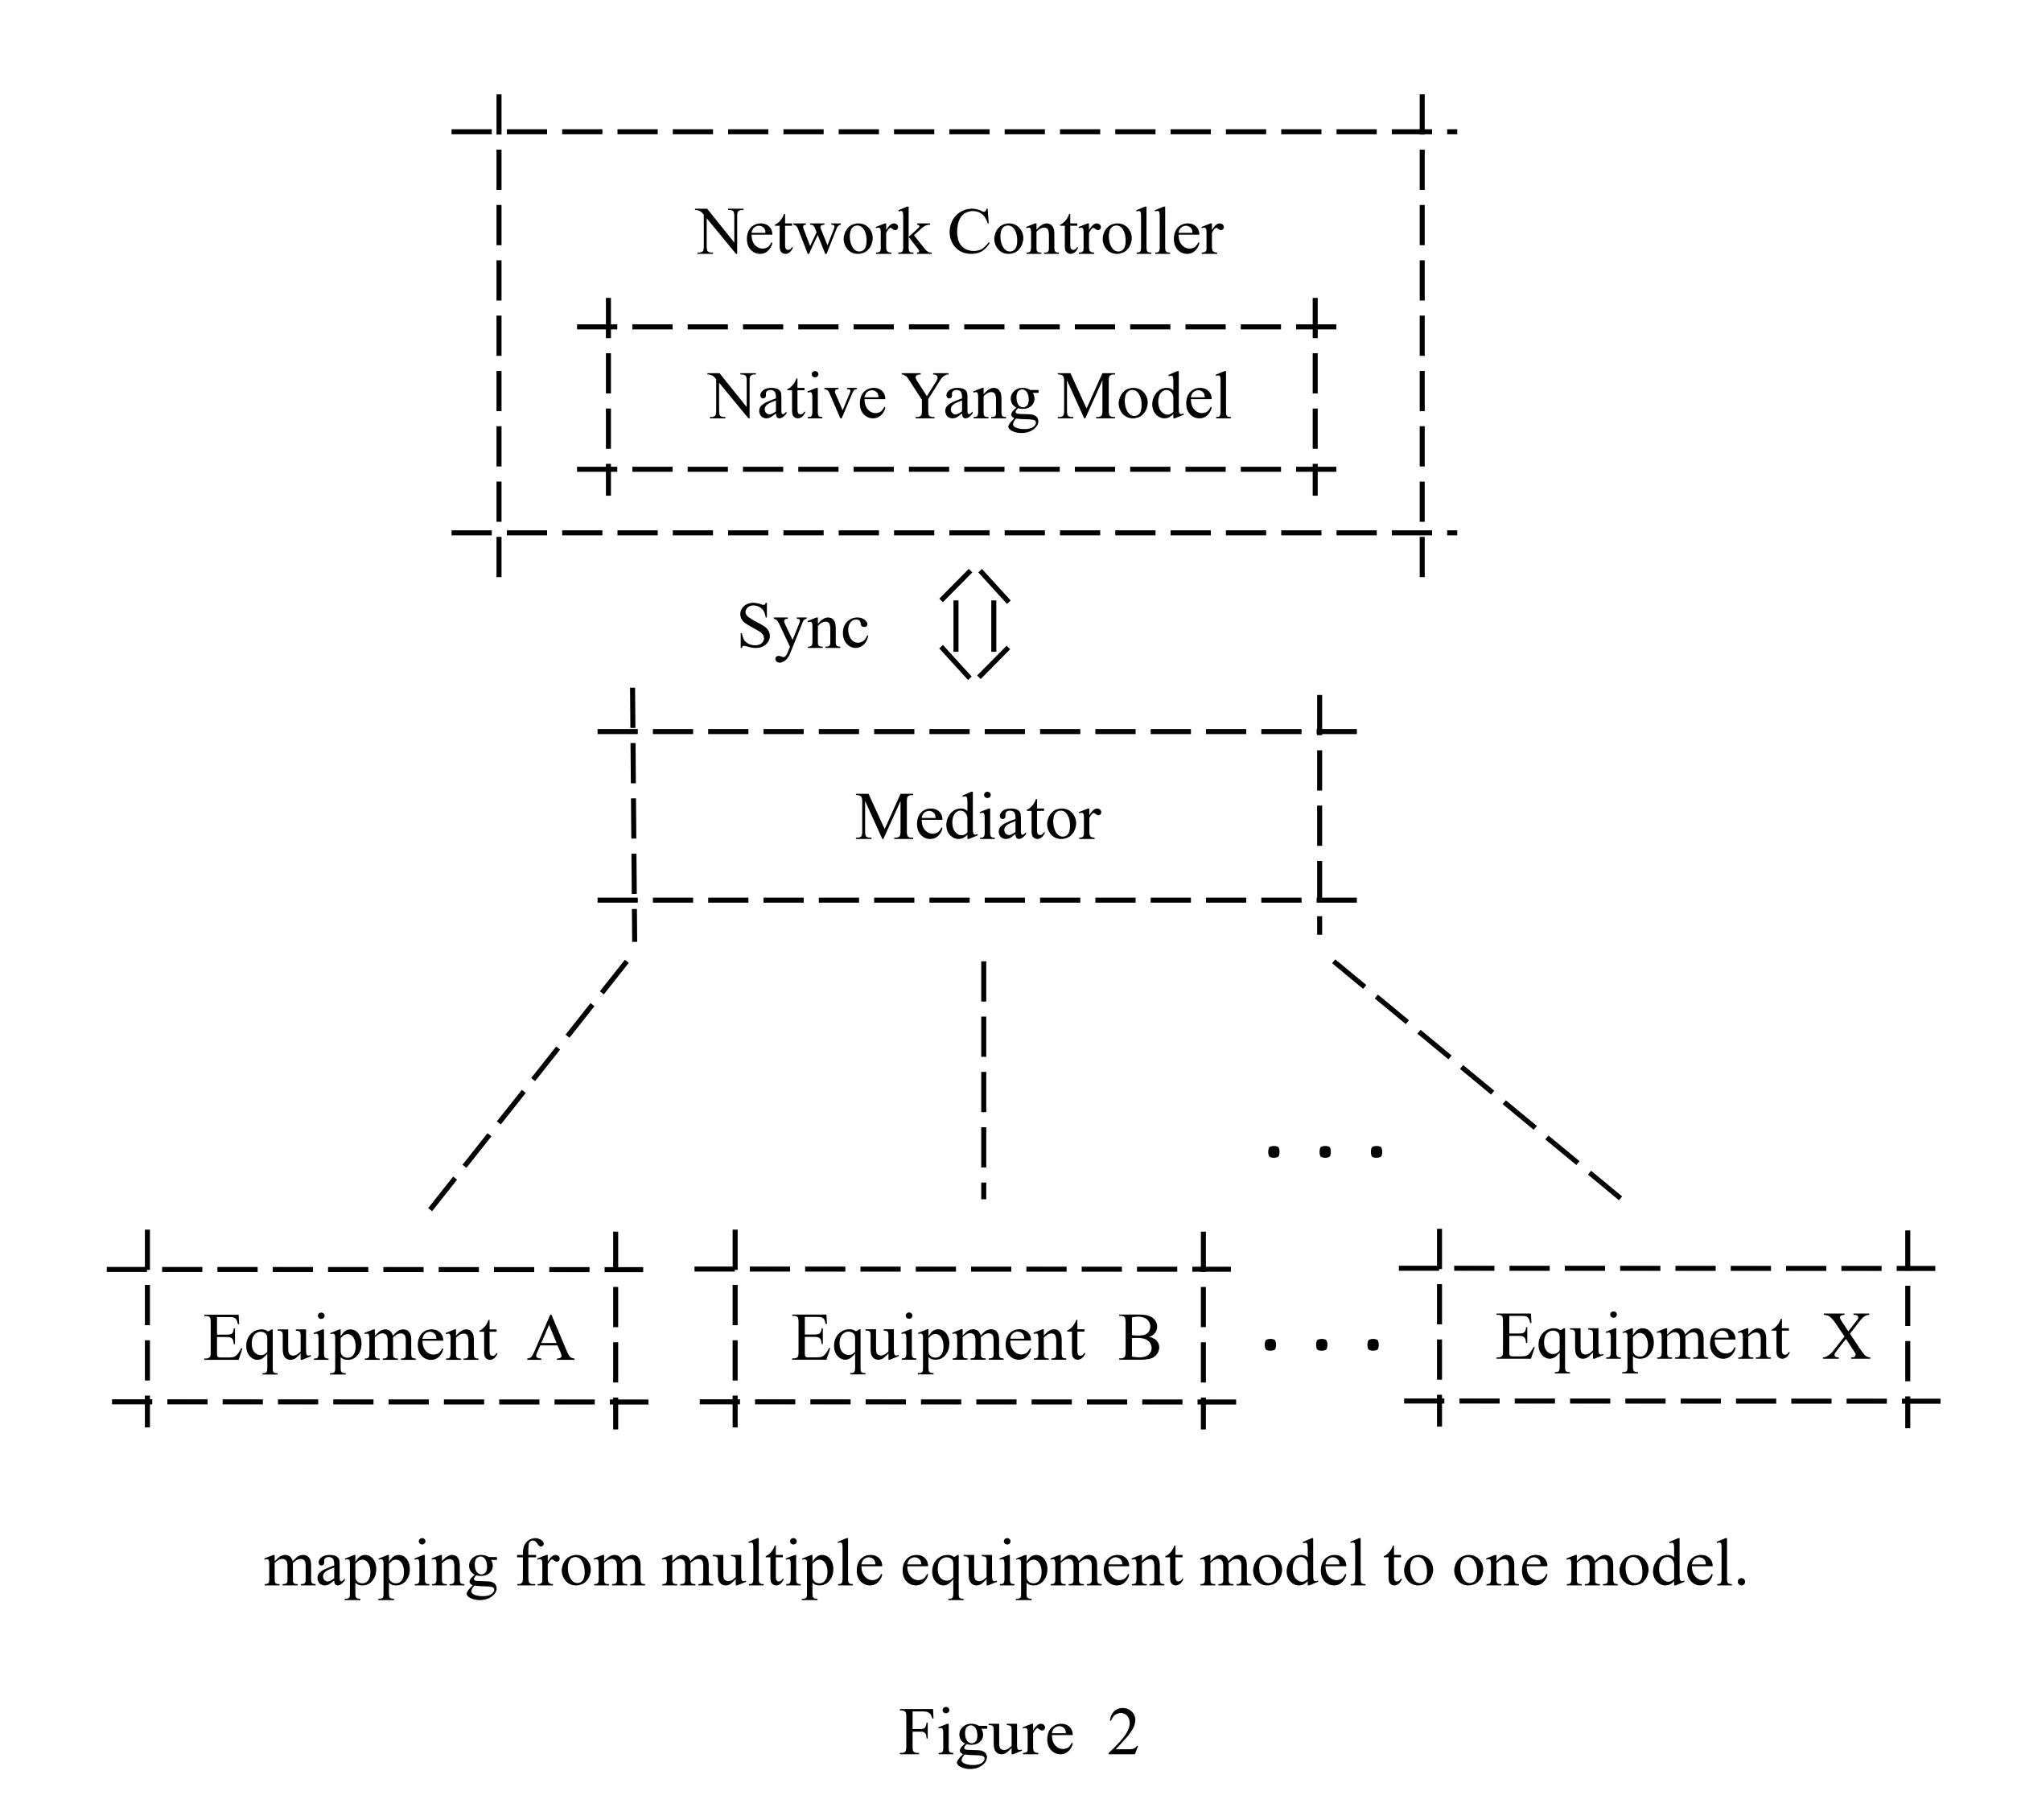 Network Controller
Native Yang Model
Sync
Mediator
. . .
Equipment A
Equipment B
. . .
Equipment X
mapping from multiple equipment model to one model.
Figure 2